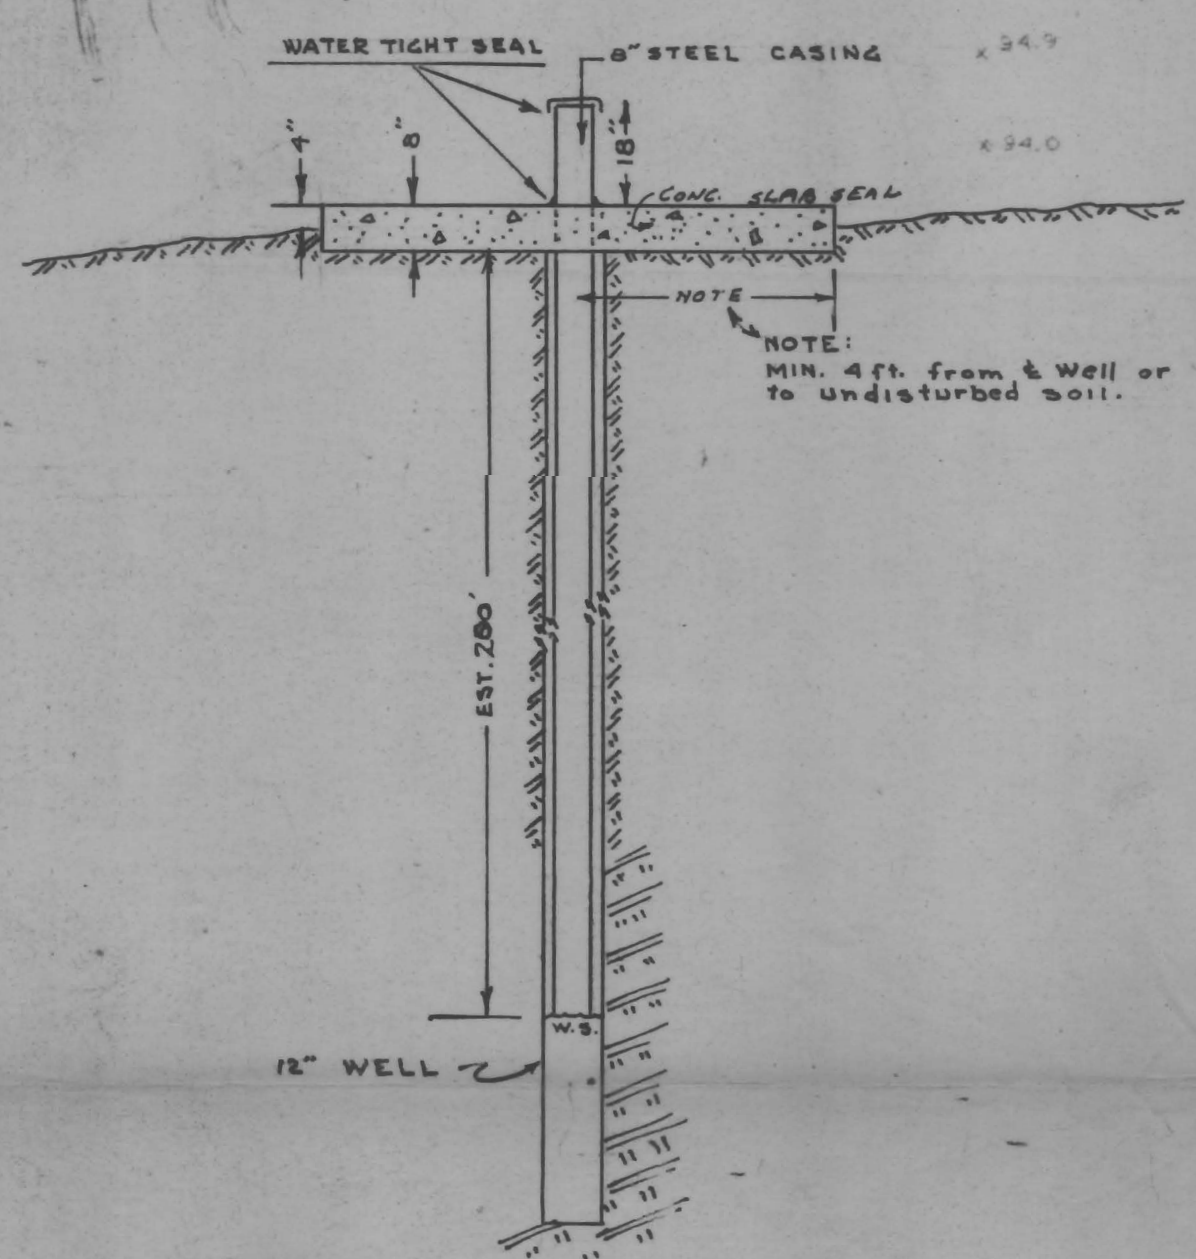 WATER TIGHT SEAL
8" STEEL CASING
x 94.9
4"
8"
18"
x 94.0
CONC. SLAB SEAL
NOTE
NOTE:
MIN. 4 ft. from ℄ Well or
to undisturbed soil.
EST. 280'
W.S.
12" WELL